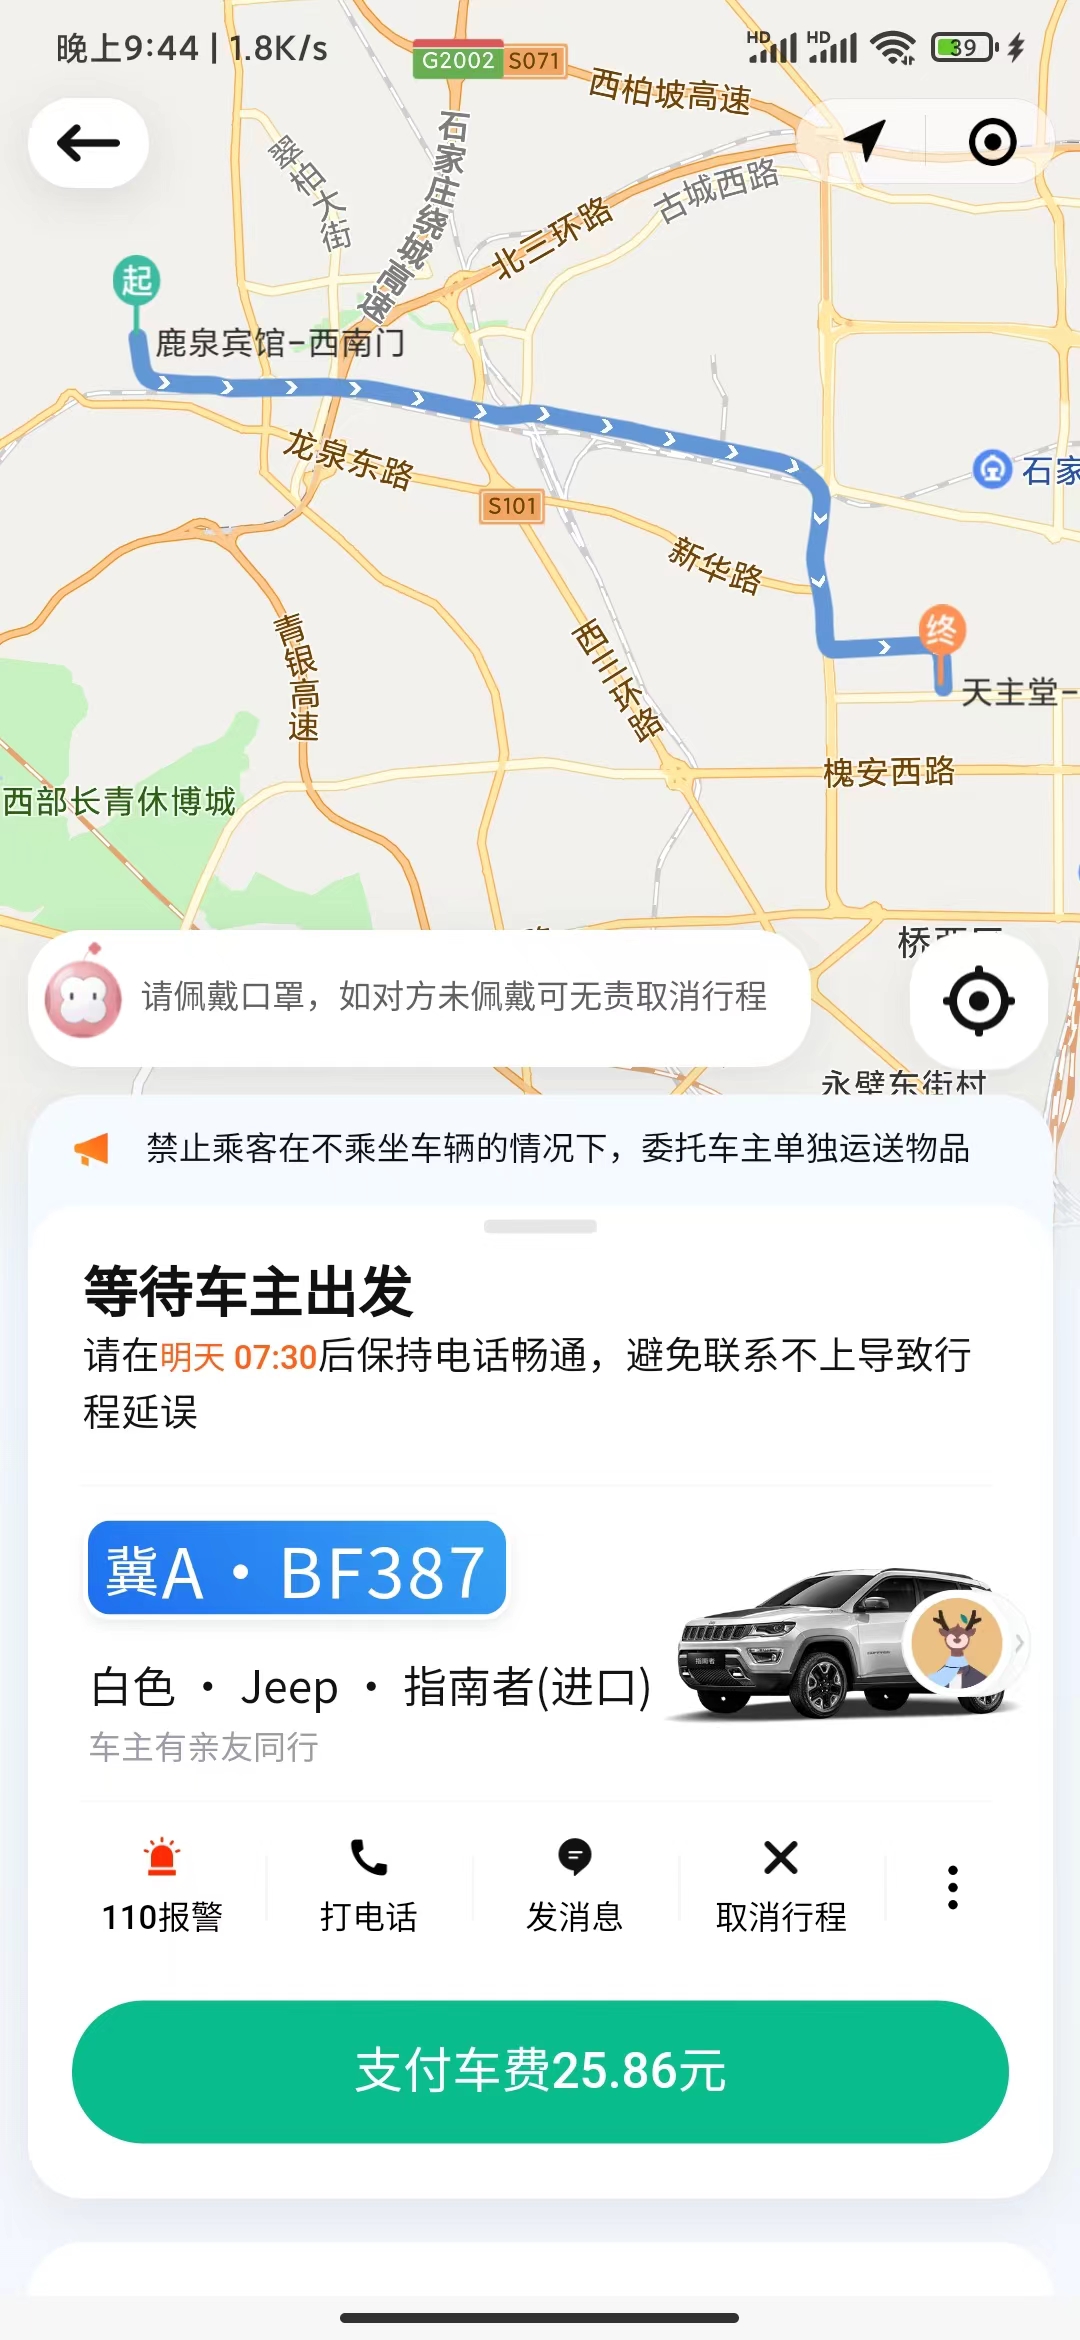 晚上9:44 | 1.8K/s
HD HD 39
G2002 S071
西柏坡高速
石家庄绕城高速
翠柏大街
古城西路
北三环路
起
鹿泉宾馆-西南门
龙泉东路
S101
石家
新华路
终
青银高速
西三环路
天主堂-
槐安西路
西部长青休博城
请佩戴口罩，如对方未佩戴可无责取消行程
永壁东街村
禁止乘客在不乘坐车辆的情况下，委托车主单独运送物品
等待车主出发
请在明天 07:30后保持电话畅通，避免联系不上导致行
程延误
冀A·BF387
指南者
白色 · Jeep · 指南者(进口)
车主有亲友同行
110报警
打电话
发消息
取消行程
支付车费25.86元